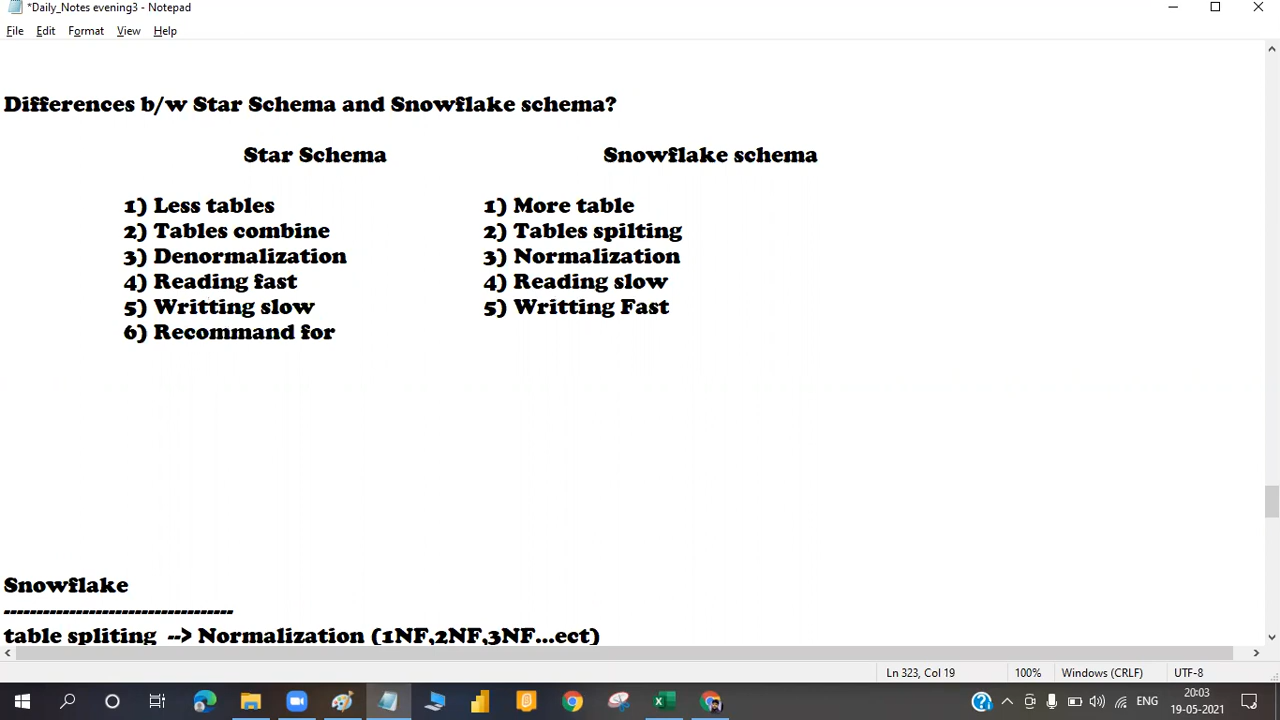 *Daily_Notes evening3 - Notepad
File Edit Format View Help
Differences b/w Star Schema and Snowflake schema?
Star Schema Snowflake schema
1) Less tables 1) More table
2) Tables combine 2) Tables spilting
3) Denormalization 3) Normalization
4) Reading fast 4) Reading slow
5) Writting slow 5) Writting Fast
6) Recommand for
Snowflake
-----------------------------------
table spliting --> Normalization (1NF,2NF,3NF...ect)
Ln 323, Col 19 100% Windows (CRLF) UTF-8
ENG 20:03
19-05-2021